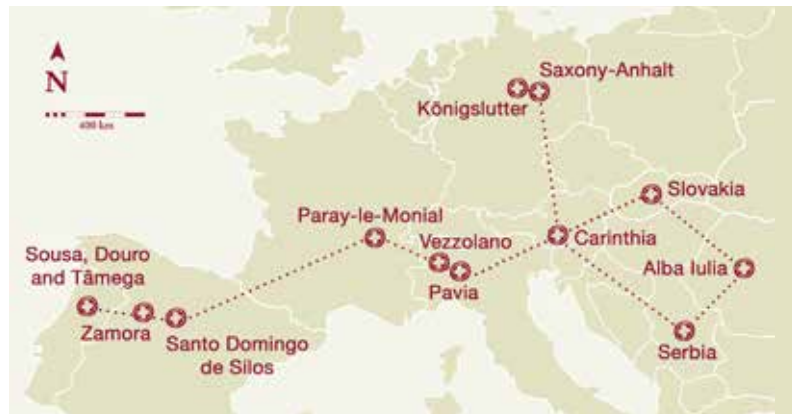 N
400 km
Saxony-Anhalt
Königslutter
Slovakia
Paray-le-Monial
Vezzolano
Carinthia
Sousa, Douro
and Tâmega
Alba Iulia
Pavia
Zamora
Santo Domingo
de Silos
Serbia